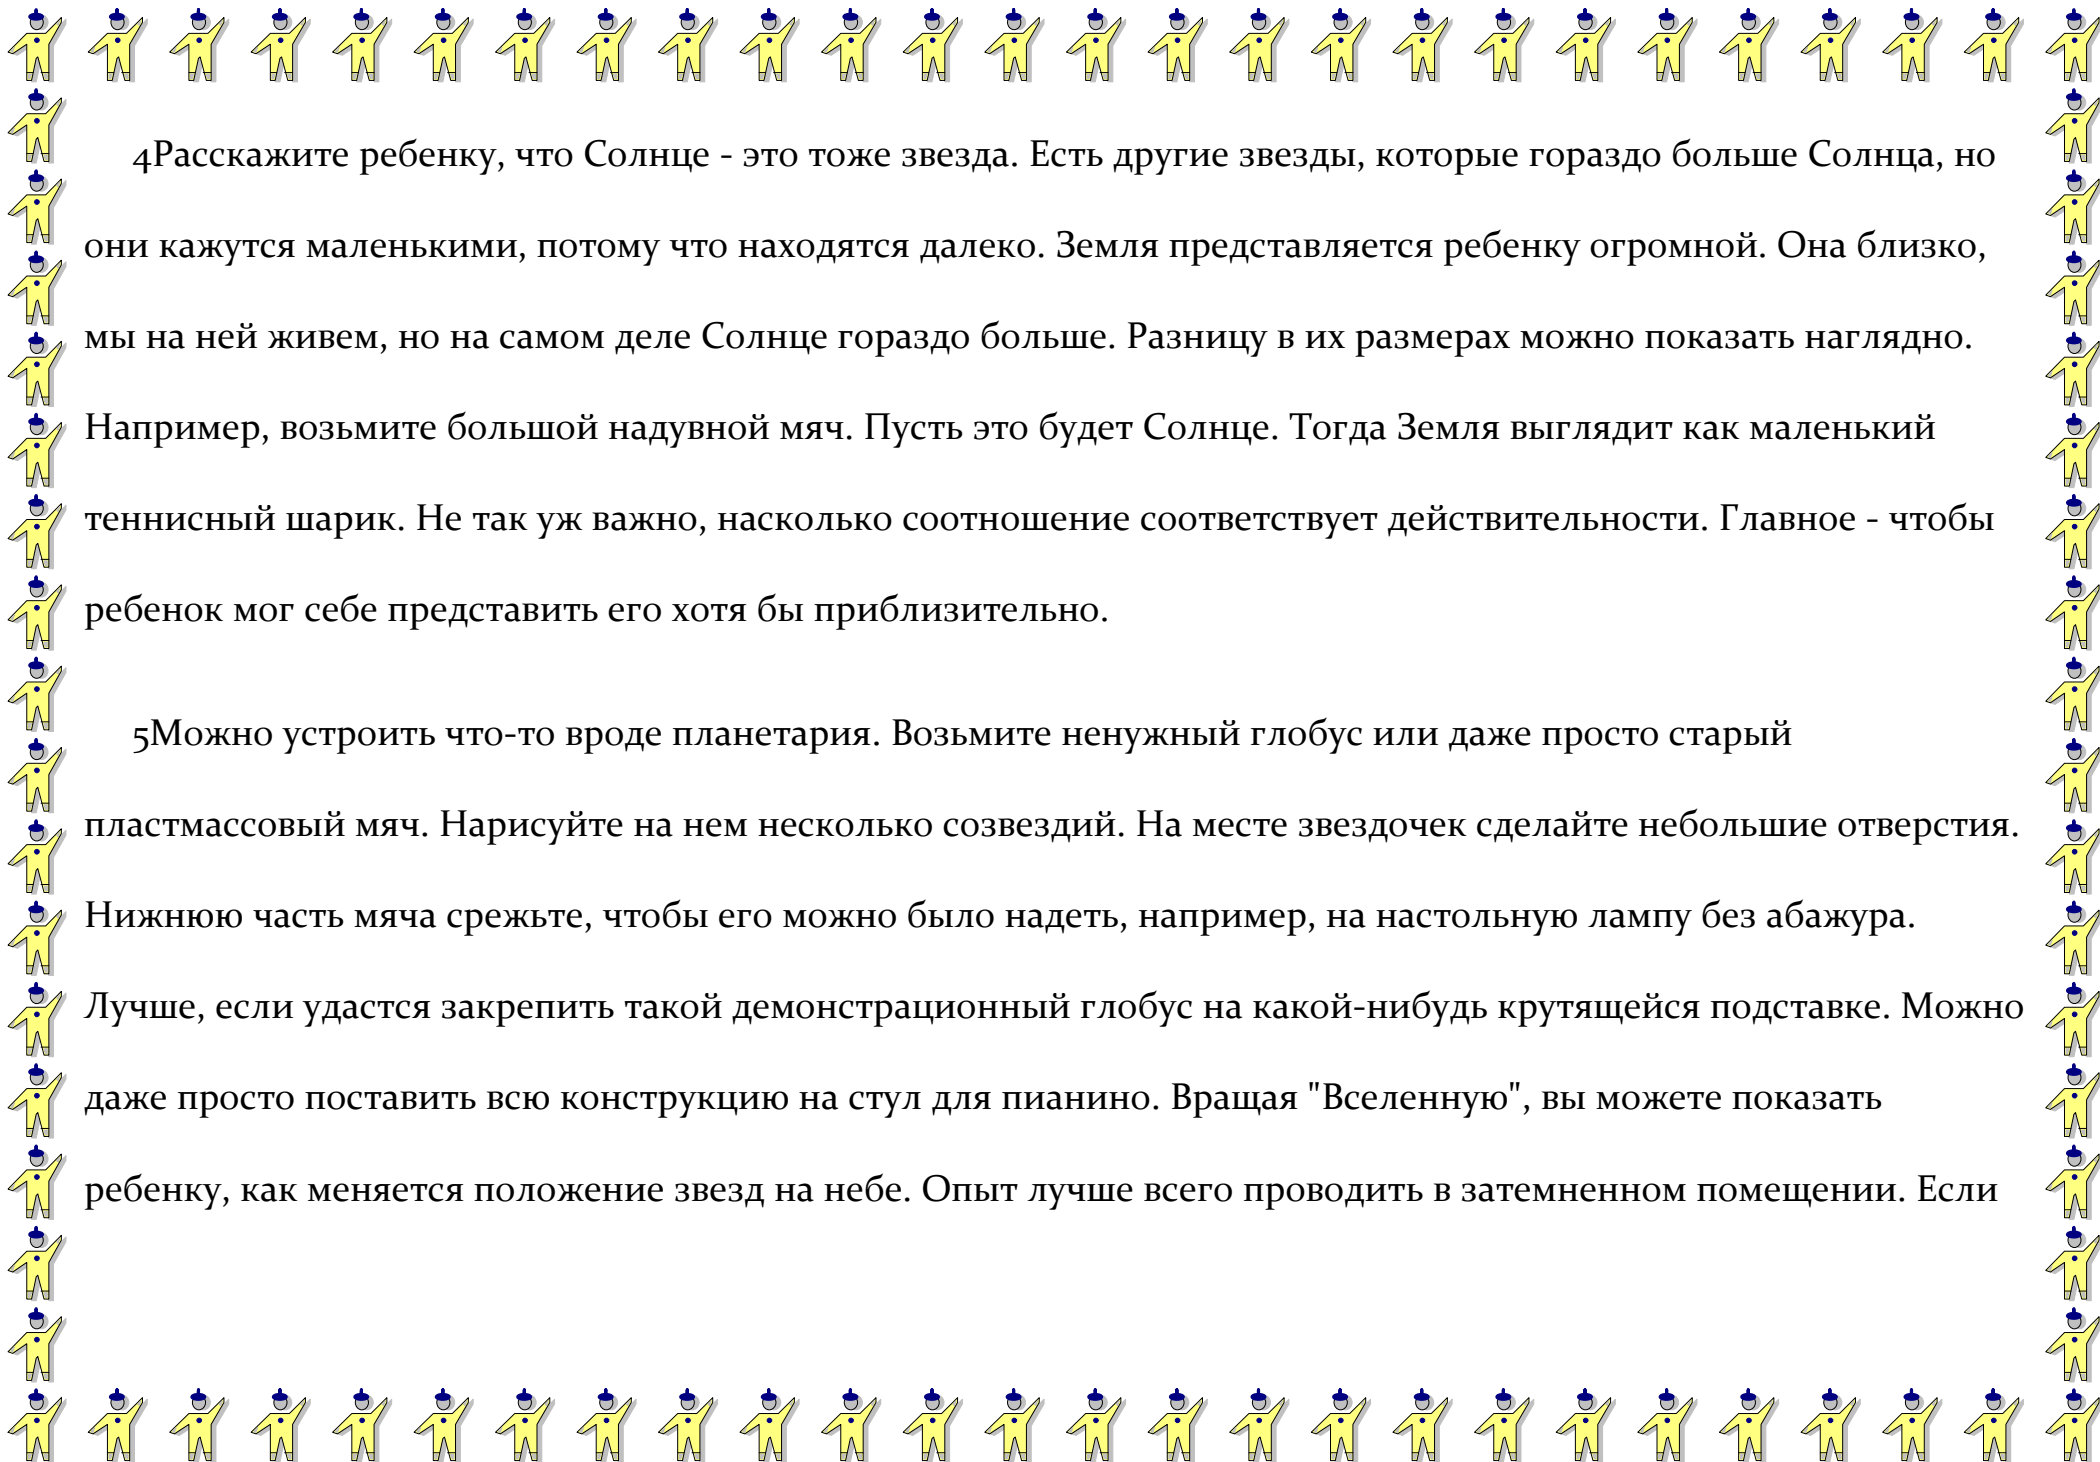 4Расскажите ребенку, что Солнце - это тоже звезда. Есть другие звезды, которые гораздо больше Солнца, но
они кажутся маленькими, потому что находятся далеко. Земля представляется ребенку огромной. Она близко,
мы на ней живем, но на самом деле Солнце гораздо больше. Разницу в их размерах можно показать наглядно.
Например, возьмите большой надувной мяч. Пусть это будет Солнце. Тогда Земля выглядит как маленький
теннисный шарик. Не так уж важно, насколько соотношение соответствует действительности. Главное - чтобы
ребенок мог себе представить его хотя бы приблизительно.
5Можно устроить что-то вроде планетария. Возьмите ненужный глобус или даже просто старый
пластмассовый мяч. Нарисуйте на нем несколько созвездий. На месте звездочек сделайте небольшие отверстия.
Нижнюю часть мяча срежьте, чтобы его можно было надеть, например, на настольную лампу без абажура.
Лучше, если удастся закрепить такой демонстрационный глобус на какой-нибудь крутящейся подставке. Можно
даже просто поставить всю конструкцию на стул для пианино. Вращая "Вселенную", вы можете показать
ребенку, как меняется положение звезд на небе. Опыт лучше всего проводить в затемненном помещении. Если